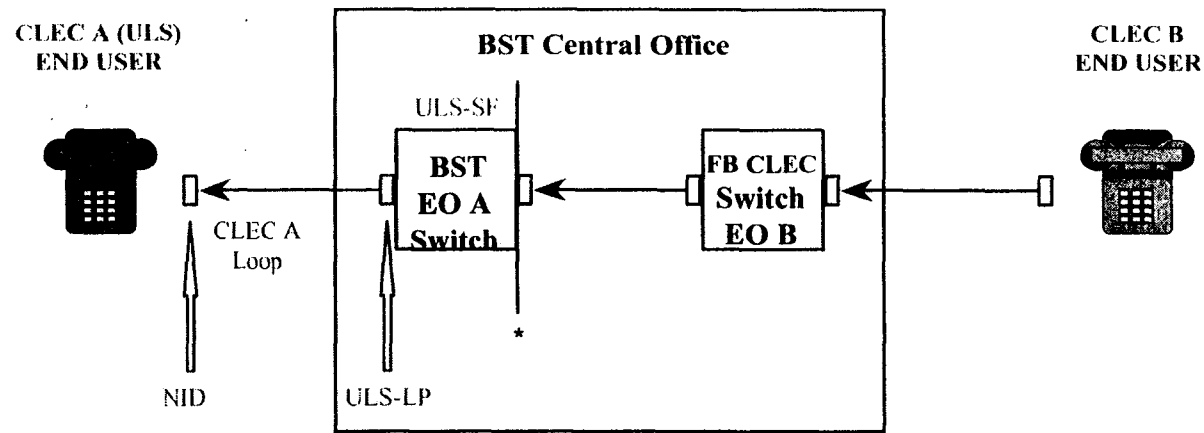 CLEC A (ULS)
END USER
BST Central Office
CLEC B
END USER
ULS-SF
BST
EO A
Switch
FB CLEC
Switch
EO B
CLEC A
Loop
*
NID
ULS-LP